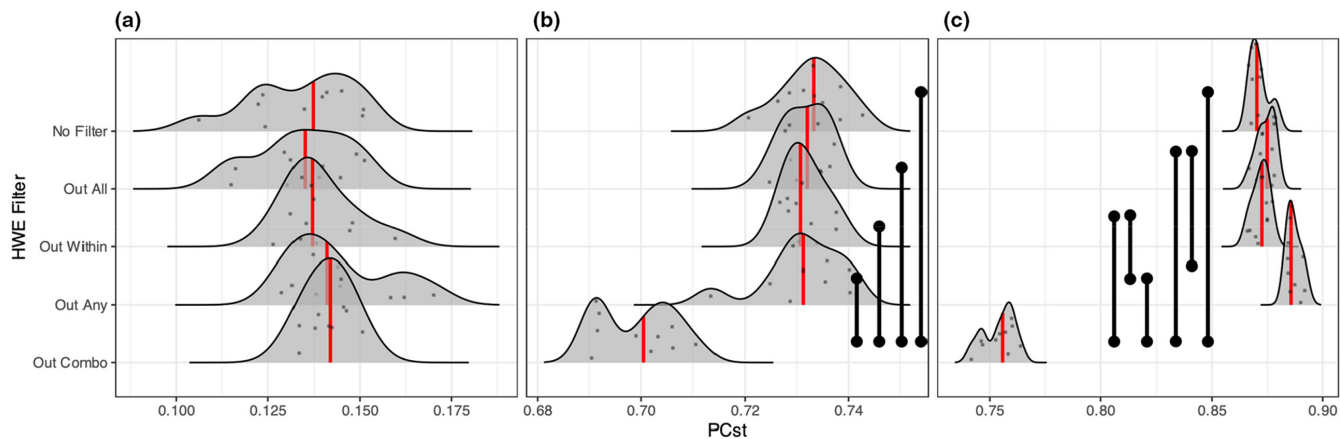 (a) (b) (c)
HWE Filter
No Filter
Out All
Out Within
Out Any
Out Combo
0.100 0.125 0.150 0.175 0.68 0.70 0.72 0.74 0.75 0.80 0.85 0.90
PCst